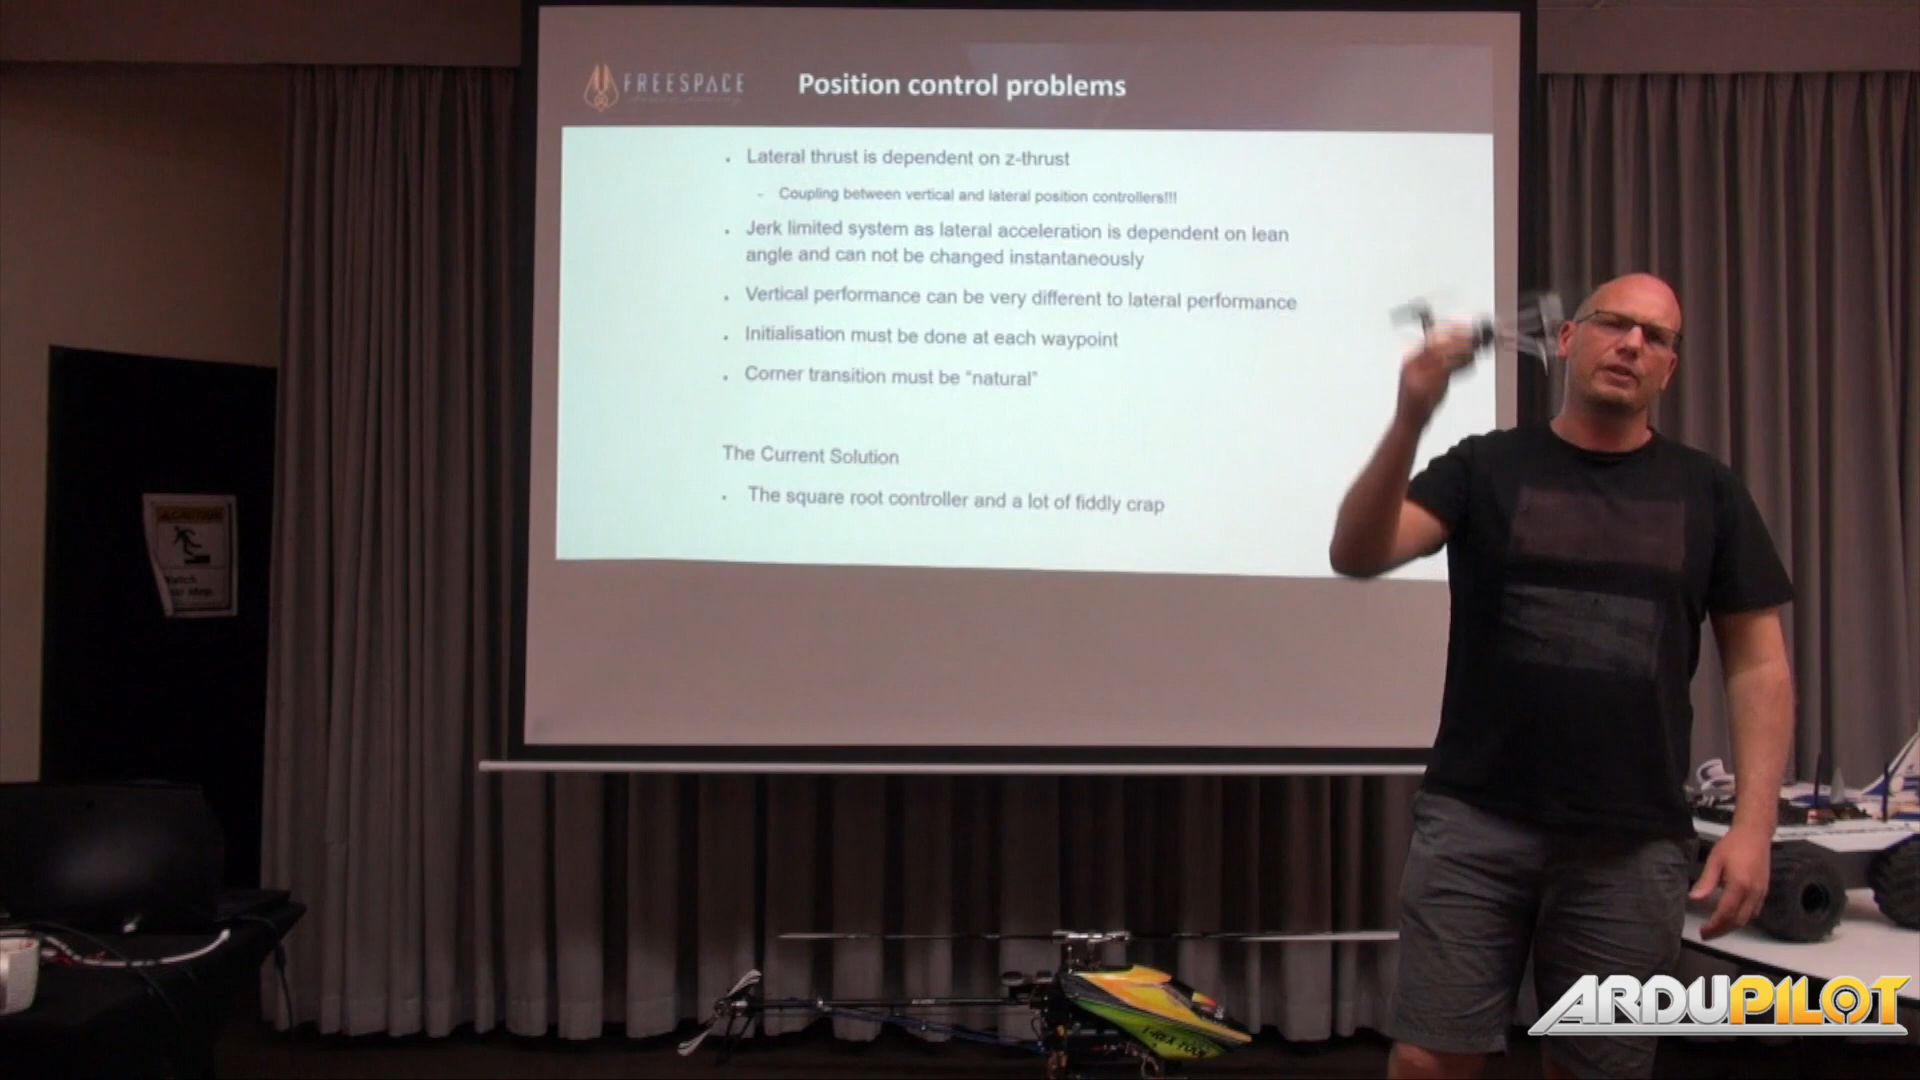 FREESPACE
Position control problems
Lateral thrust is dependent on z-thrust
Coupling between vertical and lateral position controllers!!!
Jerk limited system as lateral acceleration is dependent on lean
angle and can not be changed instantaneously
Vertical performance can be very different to lateral performance
Initialisation must be done at each waypoint
Corner transition must be “natural”
The Current Solution
The square root controller and a lot of fiddly crap
CAUTION
ARDUPILOT